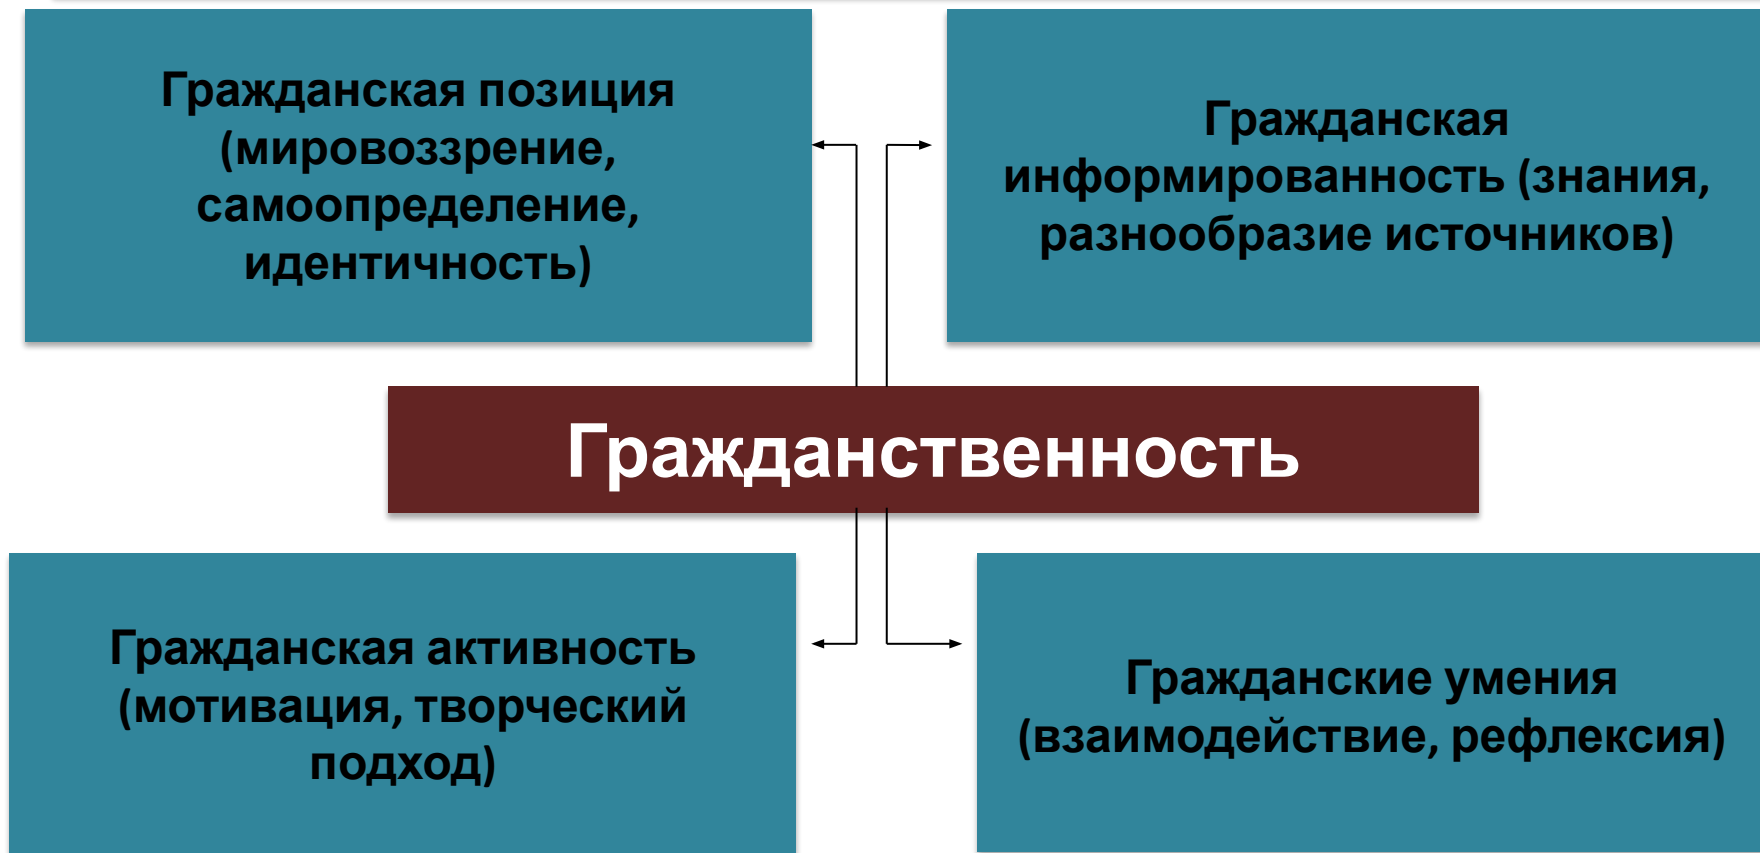 Гражданская позиция
(мировоззрение,
самоопределение,
идентичность)
Гражданская
информированность (знания,
разнообразие источников)
Гражданственность
Гражданская активность
(мотивация, творческий
подход)
Гражданские умения
(взаимодействие, рефлексия)